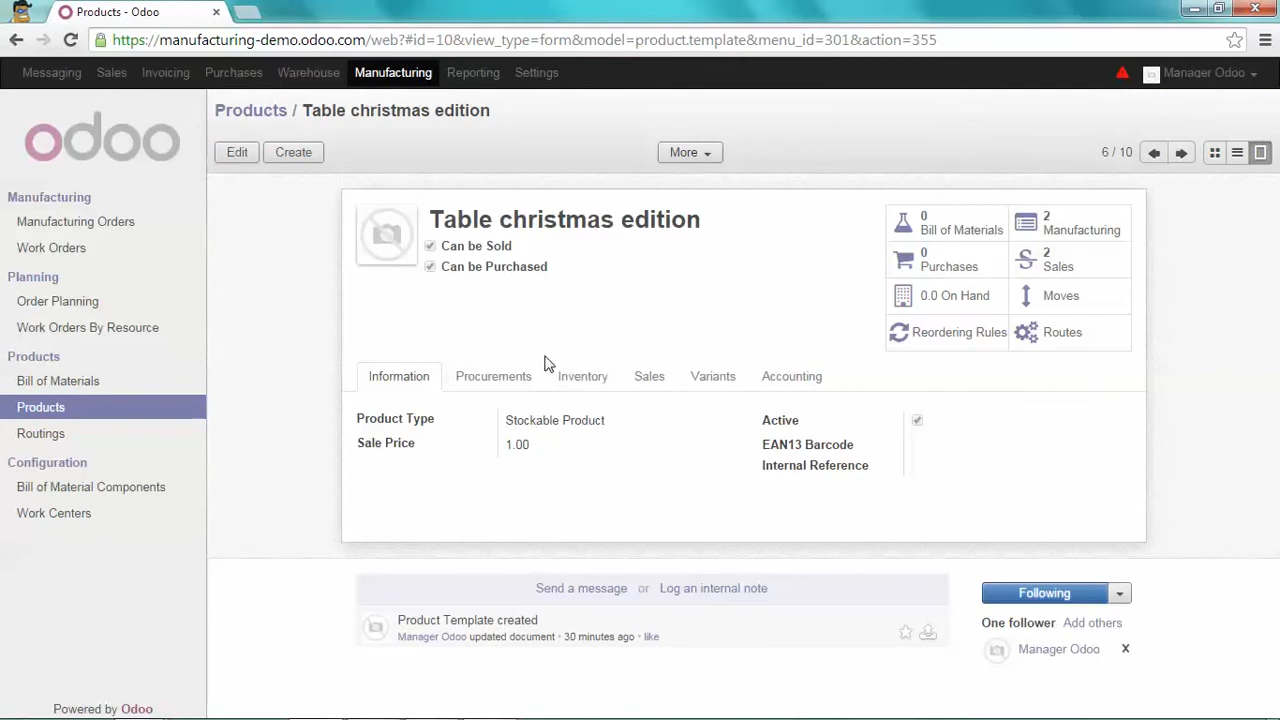 Products - Odoo
https://manufacturing-demo.odoo.com/web?#id=10&view_type=form&model=product.template&menu_id=301&action=355
Messaging Sales Invoicing Purchases Warehouse Manufacturing Reporting Settings Manager Odoo
odoo
Products / Table christmas edition
Edit Create More 6 / 10
Manufacturing
Manufacturing Orders
Work Orders
Planning
Order Planning
Work Orders By Resource
Products
Bill of Materials
Products
Routings
Configuration
Bill of Material Components
Work Centers
Powered by Odoo
Table christmas edition
Can be Sold
Can be Purchased
0 Bill of Materials
2 Manufacturing
0 Purchases
2 Sales
0.0 On Hand
Moves
Reordering Rules
Routes
Information Procurements Inventory Sales Variants Accounting
Product Type Stockable Product
Sale Price 1.00
Active
EAN13 Barcode
Internal Reference
Send a message or Log an internal note
Product Template created
Manager Odoo updated document · 30 minutes ago · like
Following
One follower Add others
Manager Odoo X